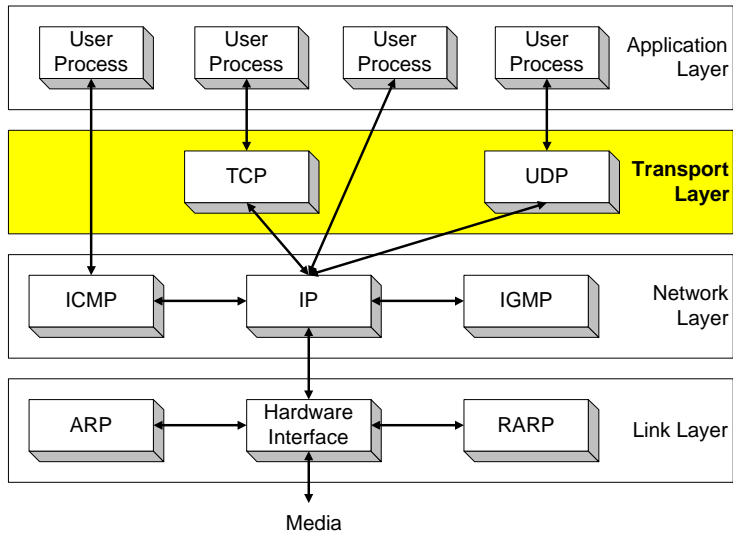 User
Process
User
Process
User
Process
User
Process
Application
Layer
TCP
UDP
Transport
Layer
ICMP
IP
IGMP
Network
Layer
ARP
Hardware
Interface
RARP
Link Layer
Media